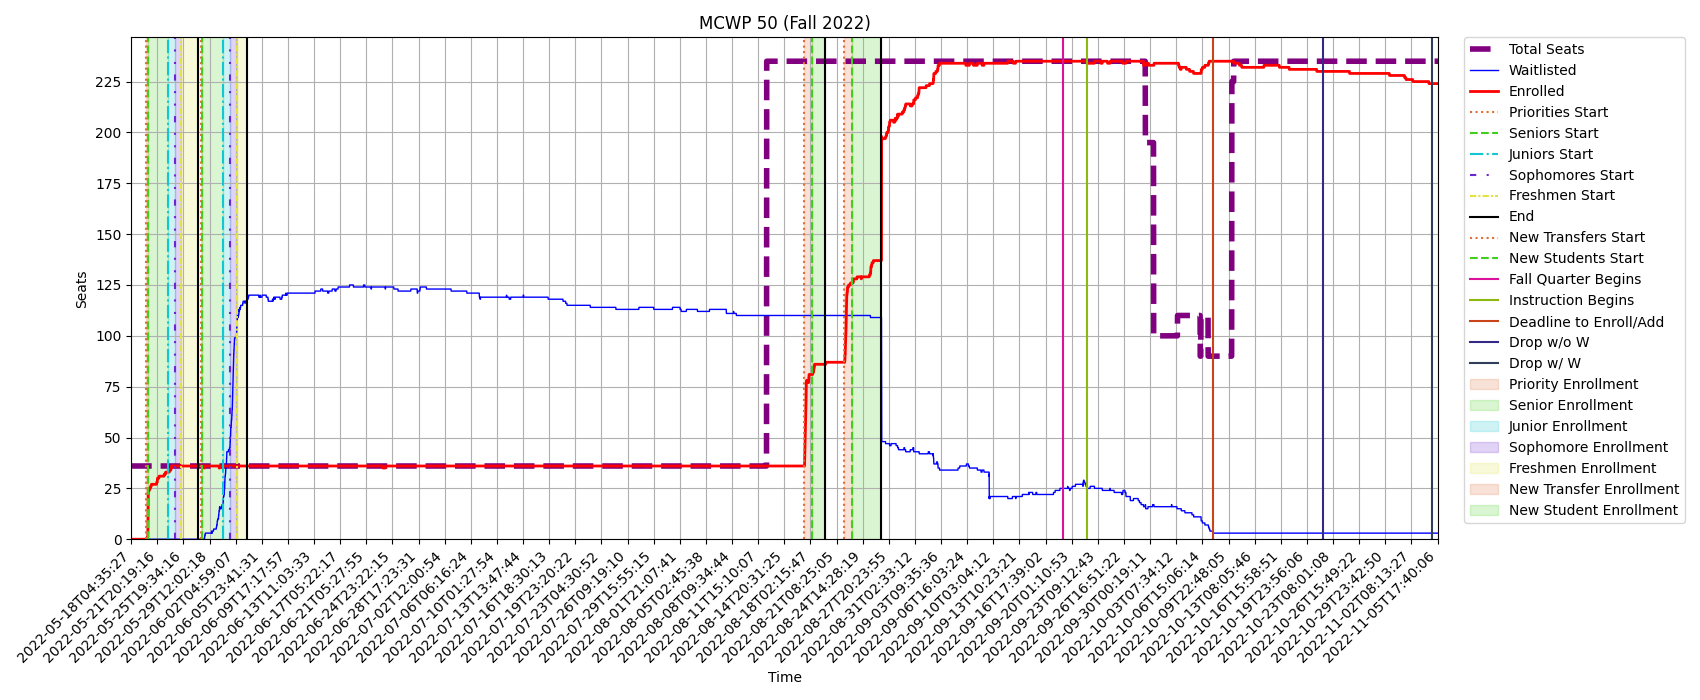 MCWP 50 (Fall 2022)
Seats
225
200
175
150
125
100
75
50
25
0
2022-05-18T04:35:27
2022-05-21T20:19:16
2022-05-25T19:34:16
2022-05-29T12:02:18
2022-06-02T04:59:07
2022-06-05T23:41:31
2022-06-09T17:17:57
2022-06-13T11:03:33
2022-06-17T05:22:17
2022-06-21T05:27:55
2022-06-24T23:22:15
2022-06-28T17:23:31
2022-07-02T12:00:54
2022-07-06T06:16:24
2022-07-10T01:27:54
2022-07-13T13:47:44
2022-07-16T18:30:13
2022-07-19T23:20:22
2022-07-23T04:30:52
2022-07-26T09:19:10
2022-07-29T15:55:15
2022-08-01T21:07:41
2022-08-05T02:45:38
2022-08-08T09:34:44
2022-08-11T15:10:07
2022-08-14T20:31:25
2022-08-18T02:15:47
2022-08-21T08:25:05
2022-08-24T14:28:19
2022-08-27T20:23:55
2022-08-31T02:33:12
2022-09-03T09:35:36
2022-09-06T16:03:24
2022-09-10T03:04:12
2022-09-13T10:23:21
2022-09-16T17:39:02
2022-09-20T01:10:53
2022-09-23T09:12:43
2022-09-26T16:51:22
2022-09-30T00:19:11
2022-10-03T07:34:12
2022-10-06T15:06:14
2022-10-09T22:48:05
2022-10-13T08:05:46
2022-10-16T15:58:51
2022-10-19T23:56:06
2022-10-23T08:01:08
2022-10-26T15:49:22
2022-10-29T23:42:50
2022-11-02T08:13:27
2022-11-05T17:40:06
Time
Total Seats
Waitlisted
Enrolled
Priorities Start
Seniors Start
Juniors Start
Sophomores Start
Freshmen Start
End
New Transfers Start
New Students Start
Fall Quarter Begins
Instruction Begins
Deadline to Enroll/Add
Drop w/o W
Drop w/ W
Priority Enrollment
Senior Enrollment
Junior Enrollment
Sophomore Enrollment
Freshmen Enrollment
New Transfer Enrollment
New Student Enrollment